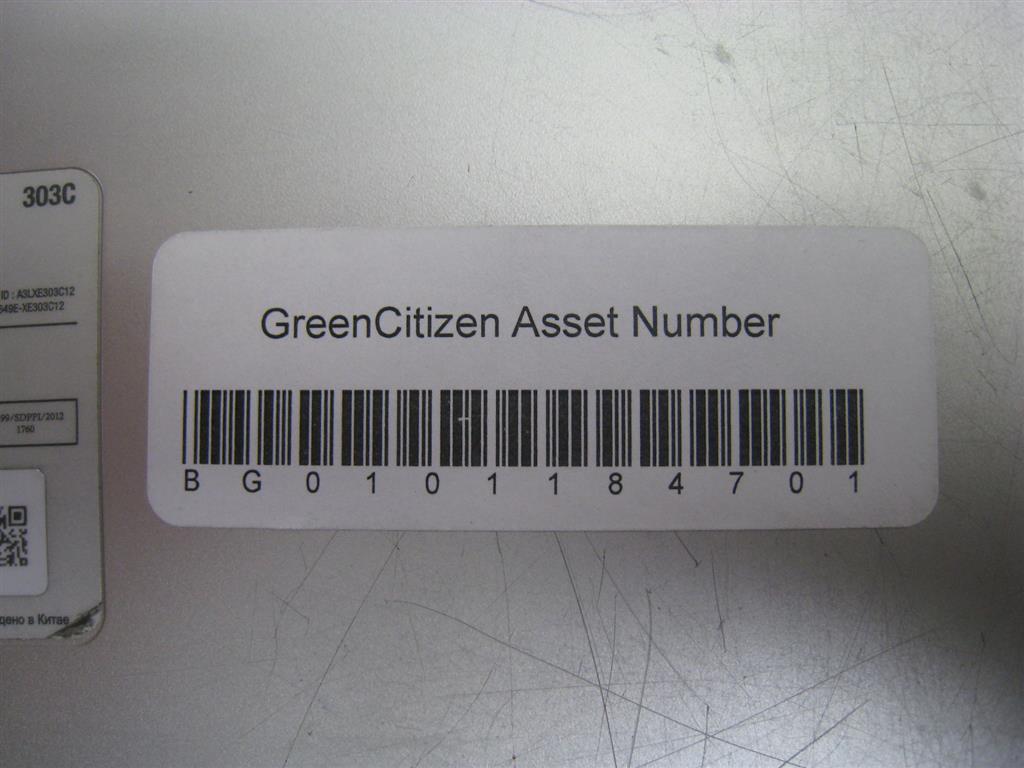 303C
ID : A3LXE303C12
649E-XE303C12
99/SDPPI/2012
1760
дено в Китае
GreenCitizen Asset Number
B G 0 1 0 1 1 8 4 7 0 1